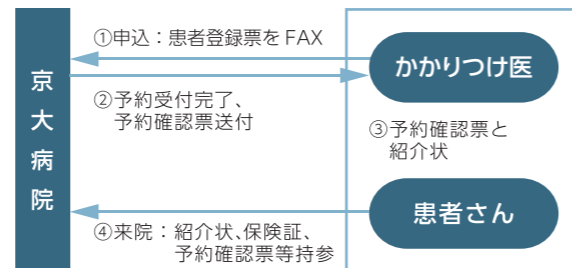 京大病院
①申込：患者登録票を FAX
かかりつけ医
②予約受付完了、
予約確認票送付
③予約確認票と
紹介状
患者さん
④来院：紹介状、保険証、
予約確認票等持参